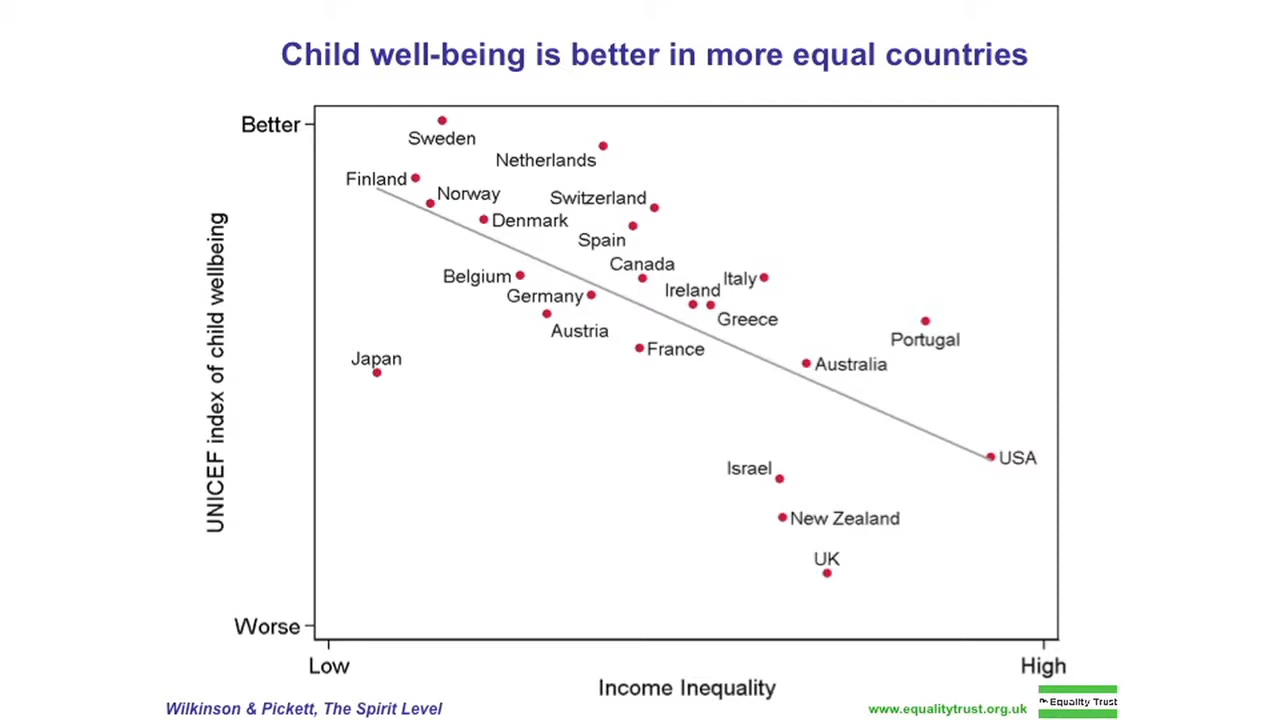 Child well-being is better in more equal countries
Better
Sweden
Netherlands
Finland
Norway
Switzerland
Denmark
Spain
Canada
Belgium
Italy
Germany
Ireland
Greece
Austria
Portugal
France
Japan
Australia
USA
Israel
New Zealand
UK
UNICEF index of child wellbeing
Worse
Low
High
Income Inequality
Wilkinson & Pickett, The Spirit Level
www.equalitytrust.org.uk
The Equality Trust